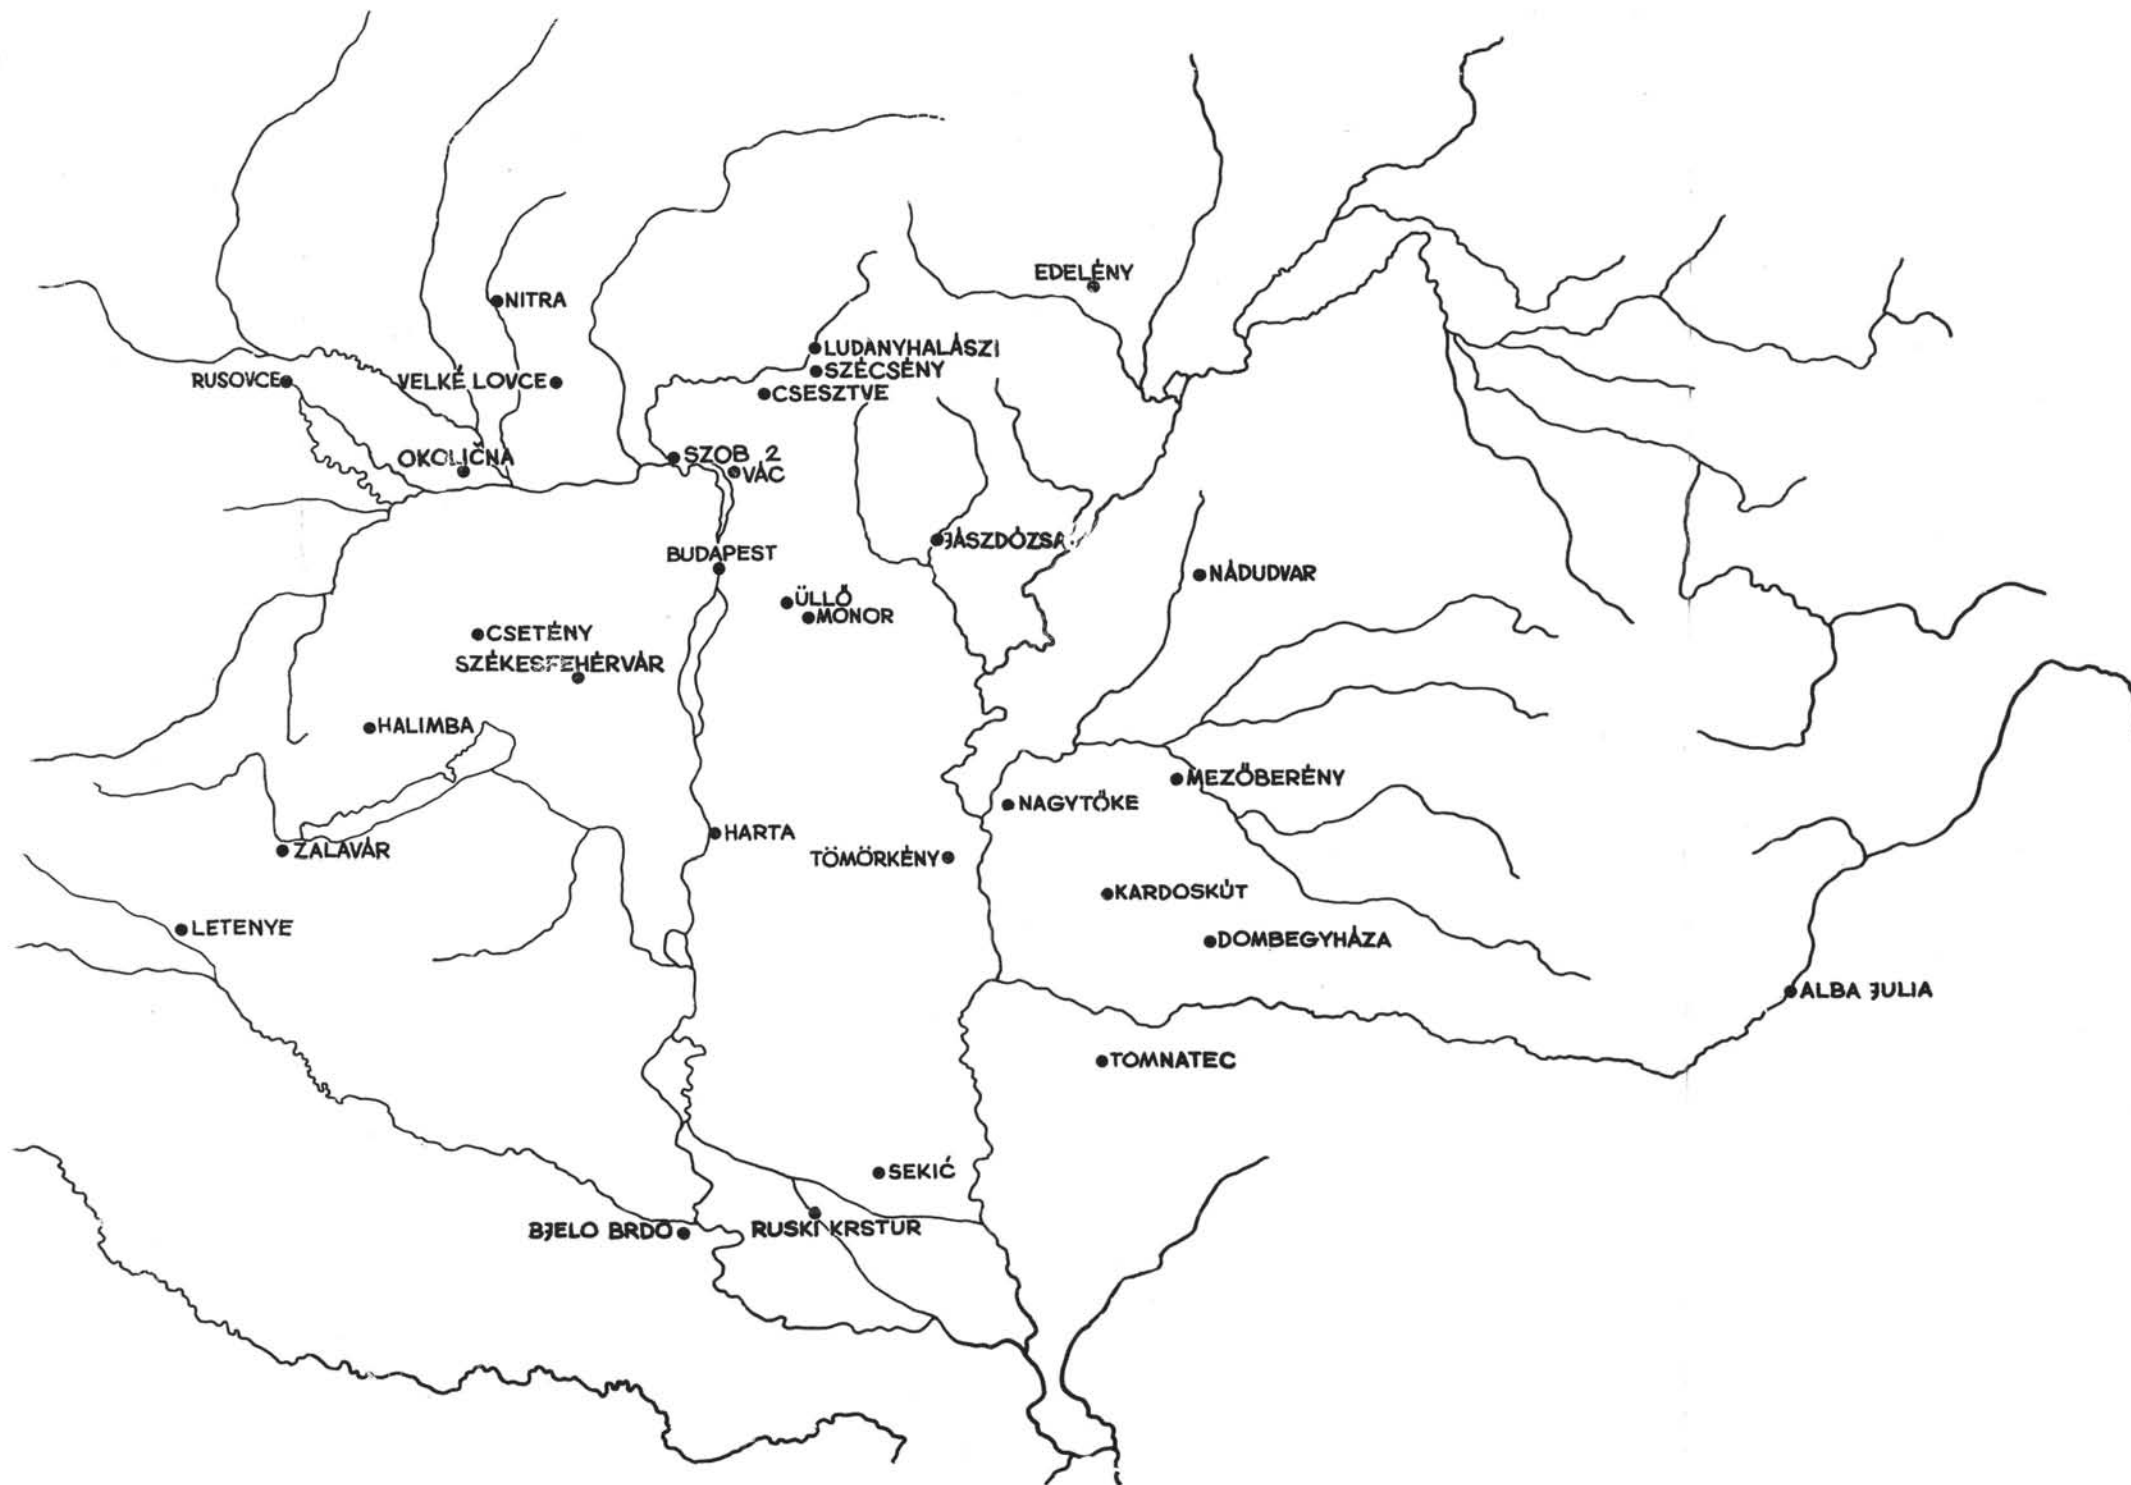 EDELÉNY
NITRA
LUDÁNYHALÁSZI
SZÉCSÉNY
RUSOVCE
VELKÉ LOVCE
CSESZTVE
OKOLIČNA
SZOB 2
VÁC
JÁSZDÓZSA
BUDAPEST
NÁDUDVAR
ÜLLŐ
MONOR
CSETÉNY
SZÉKESFEHÉRVÁR
HALIMBA
MEZŐBERÉNY
NAGYTŐKE
HARTA
ZALAVÁR
TÖMÖRKÉNY
KARDOSKÚT
LETENYE
DOMBEGYHÁZA
ALBA JULIA
TOMNATEC
SEKIĆ
BJELO BRDO
RUSKI KRSTUR